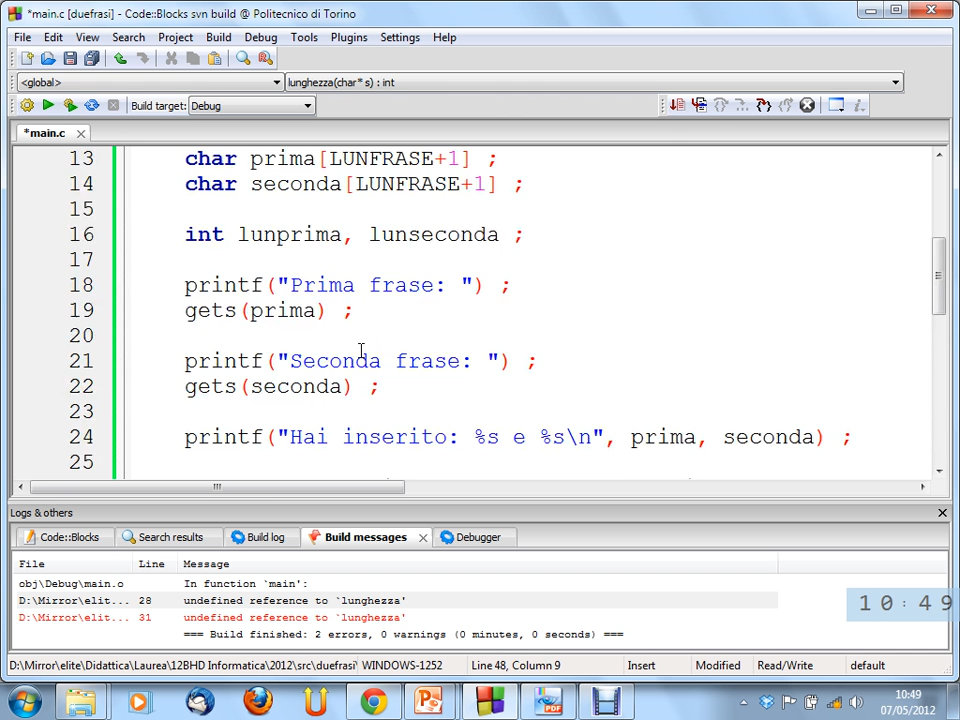 *main.c [duefrasi] - Code::Blocks svn build @ Politecnico di Torino
File Edit View Search Project Build Debug Tools Plugins Settings Help
<global> lunghezza(char* s) : int
Build target: Debug
*main.c
13 char prima[LUNFRASE+1] ;
14 char seconda[LUNFRASE+1] ;
15
16 int lunprima, lunseconda ;
17
18 printf("Prima frase: ") ;
19 gets(prima) ;
20
21 printf("Seconda frase: ") ;
22 gets(seconda) ;
23
24 printf("Hai inserito: %s e %s\n", prima, seconda) ;
25
Logs & others
Code::Blocks Search results Build log Build messages Debugger
File Line Message
obj\Debug\main.o In function `main':
D:\Mirror\elit... 28 undefined reference to `lunghezza'
D:\Mirror\elit... 31 undefined reference to `lunghezza'
=== Build finished: 2 errors, 0 warnings (0 minutes, 0 seconds) ===
10:49
D:\Mirror\elite\Didattica\Laurea\12BHD Informatica\2012\src\duefrasi WINDOWS-1252 Line 48, Column 9 Insert Modified Read/Write default
10:49
07/05/2012